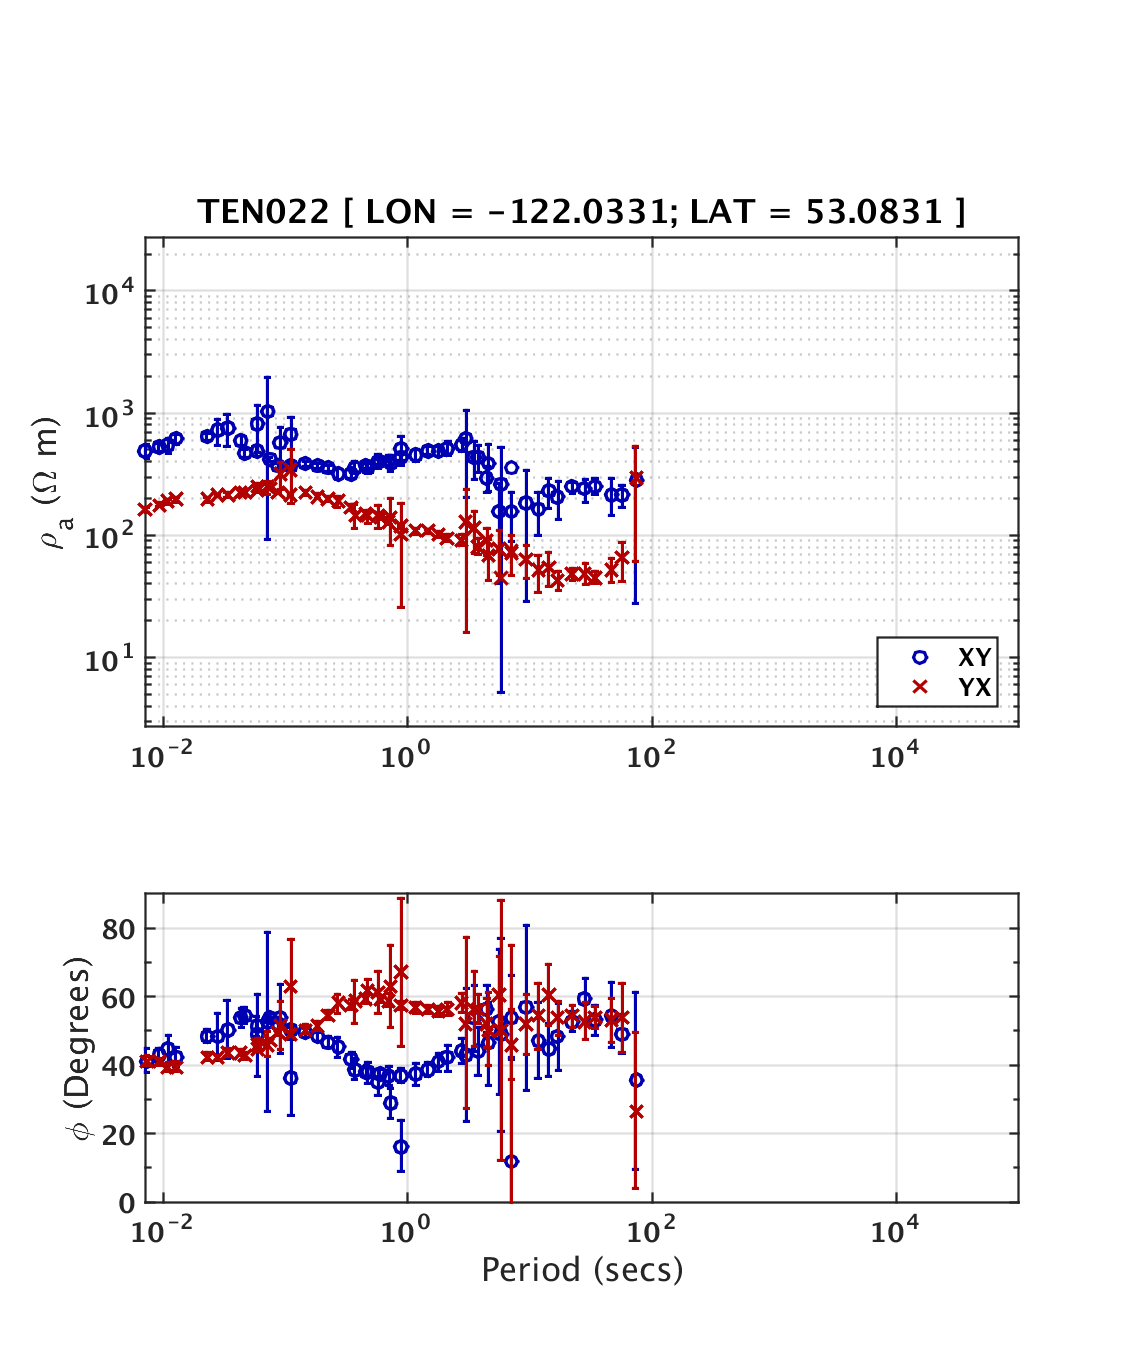 TEN022 [ LON = -122.0331; LAT = 53.0831 ]
ρa (Ω m)
10^4
10^3
10^2
10^1
XY
YX
10^-2 10^0 10^2 10^4
ϕ (Degrees)
80
60
40
20
0
10^-2 10^0 10^2 10^4
Period (secs)